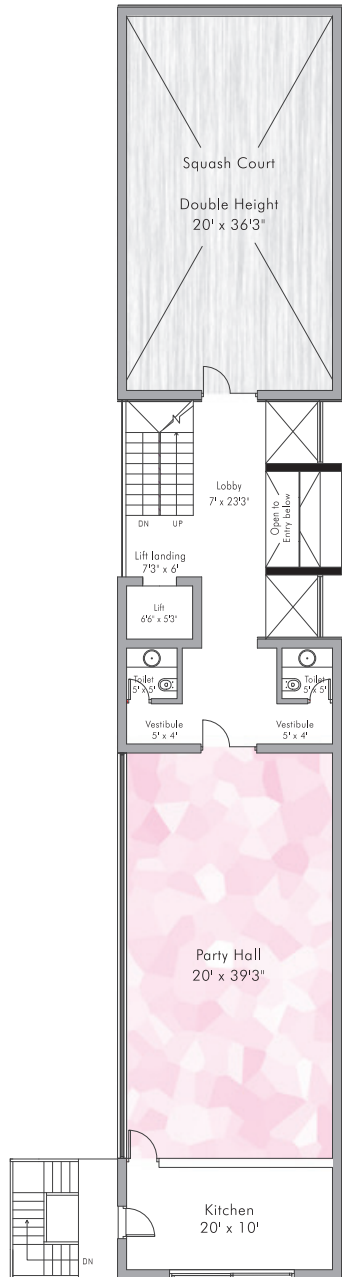 Squash Court
Double Height
20' x 36'3"
Lobby
7' x 23'3"
Open to
Entry below
DN
UP
Lift landing
7'3" x 6'
Lift
6'6" x 5'3"
Toilet
5' x 5'
Toilet
5' x 5'
Vestibule
5' x 4'
Vestibule
5' x 4'
Party Hall
20' x 39'3"
Kitchen
20' x 10'
DN